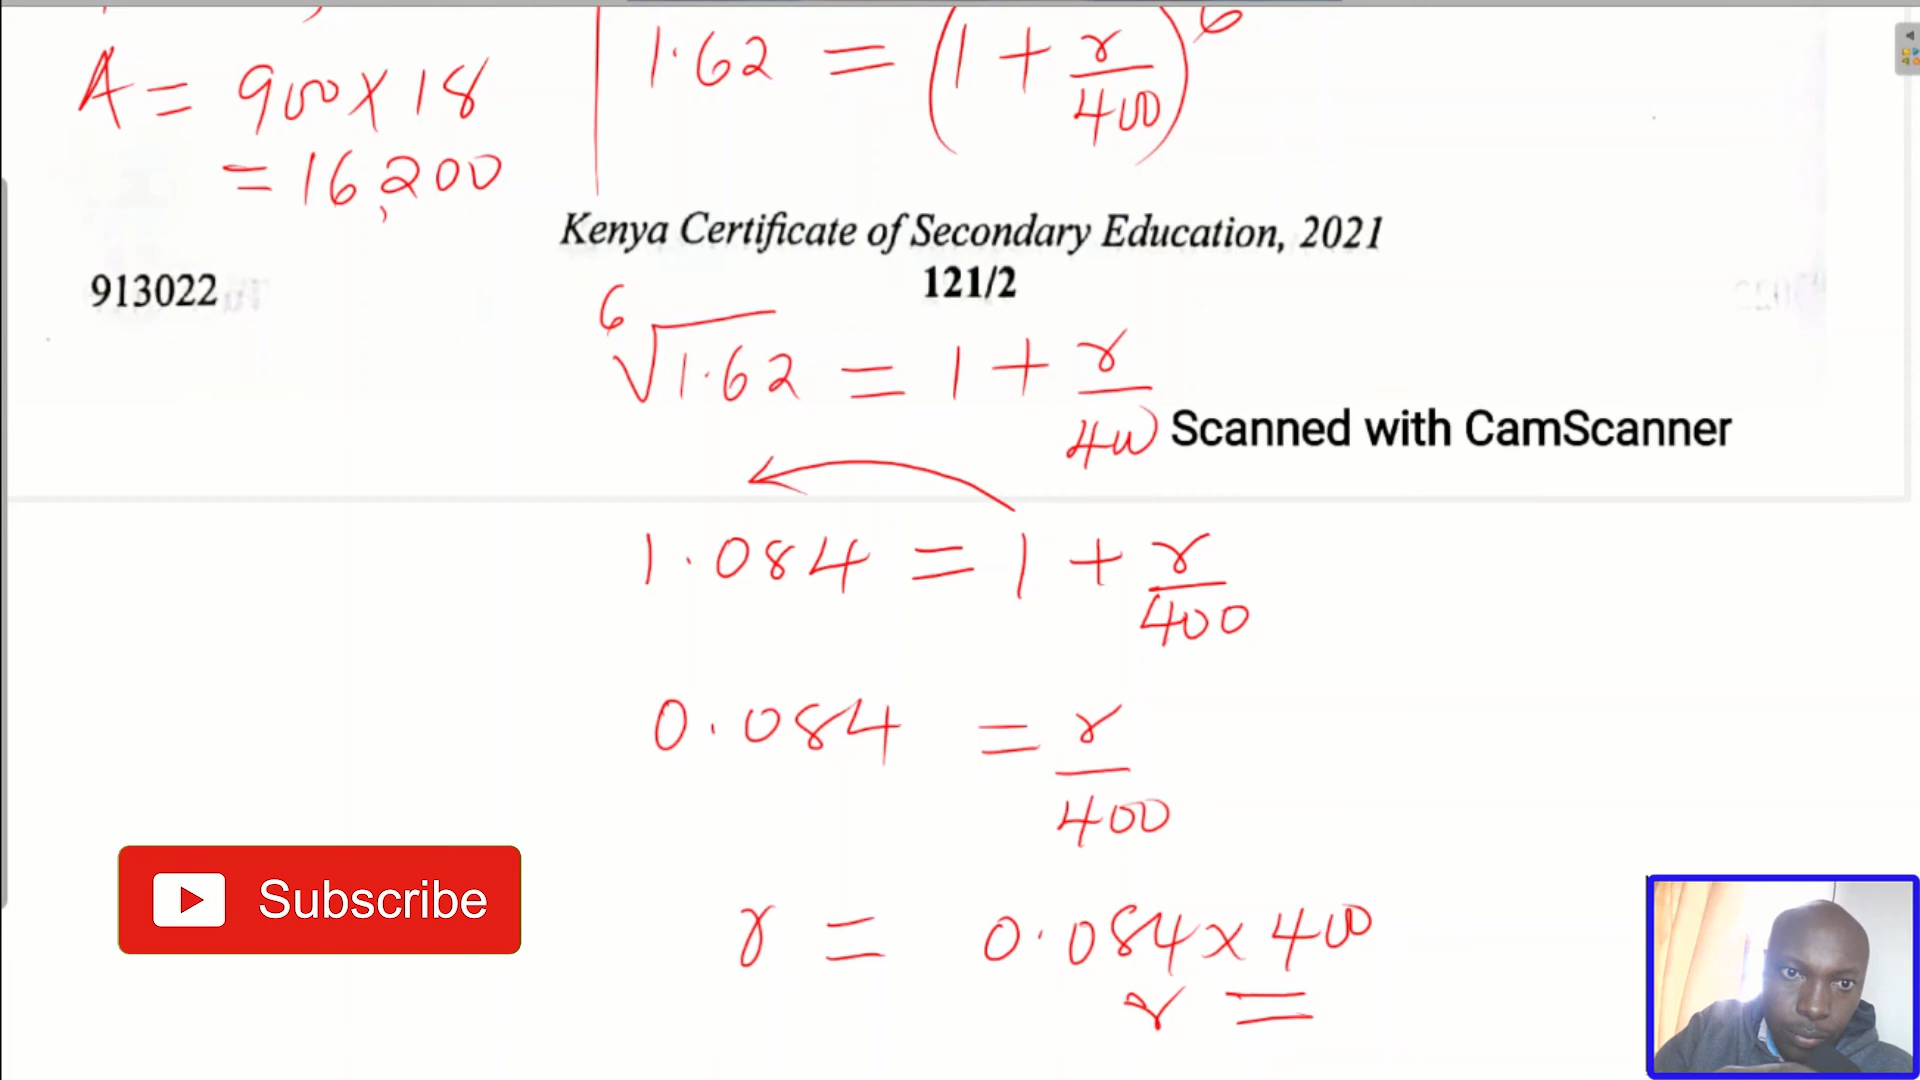 A = 900 x 18
= 16,200
1.62 = (1 + r/400)^6
Kenya Certificate of Secondary Education, 2021
913022
121/2
6√1.62 = 1 + r/400
Scanned with CamScanner
1.084 = 1 + r/400
0.084 = r/400
r = 0.084 x 400
r =
Subscribe